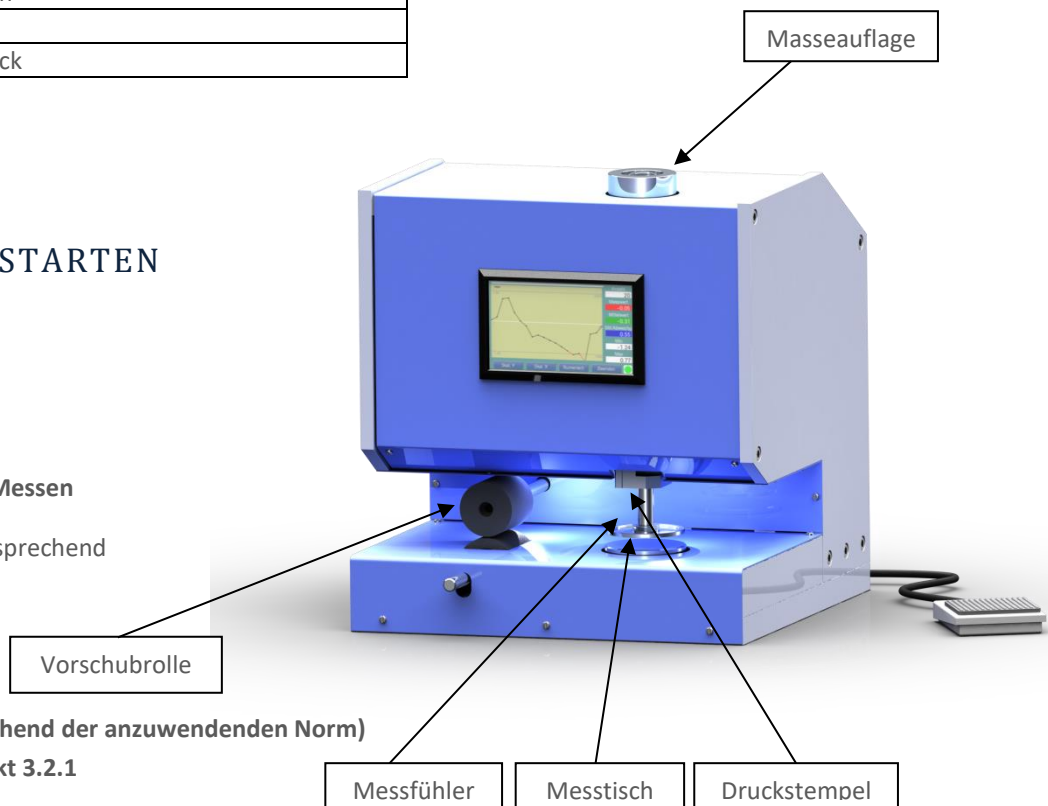 ck
Masseauflage
STARTEN
Messen
sprechend
Vorschubrolle
hend der anzuwendenden Norm)
kt 3.2.1
Messfühler
Messtisch
Druckstempel